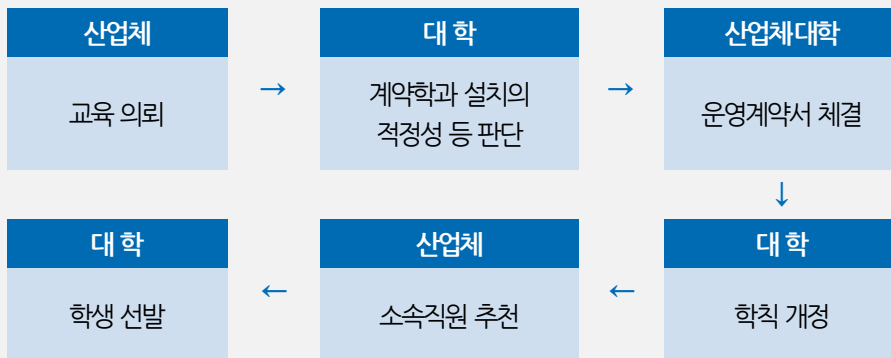 산업체
교육 의뢰
→
대 학
계약학과 설치의
적정성 등 판단
→
산업체대학
운영계약서 체결
↓
대 학
학칙 개정
←
산업체
소속직원 추천
←
대 학
학생 선발